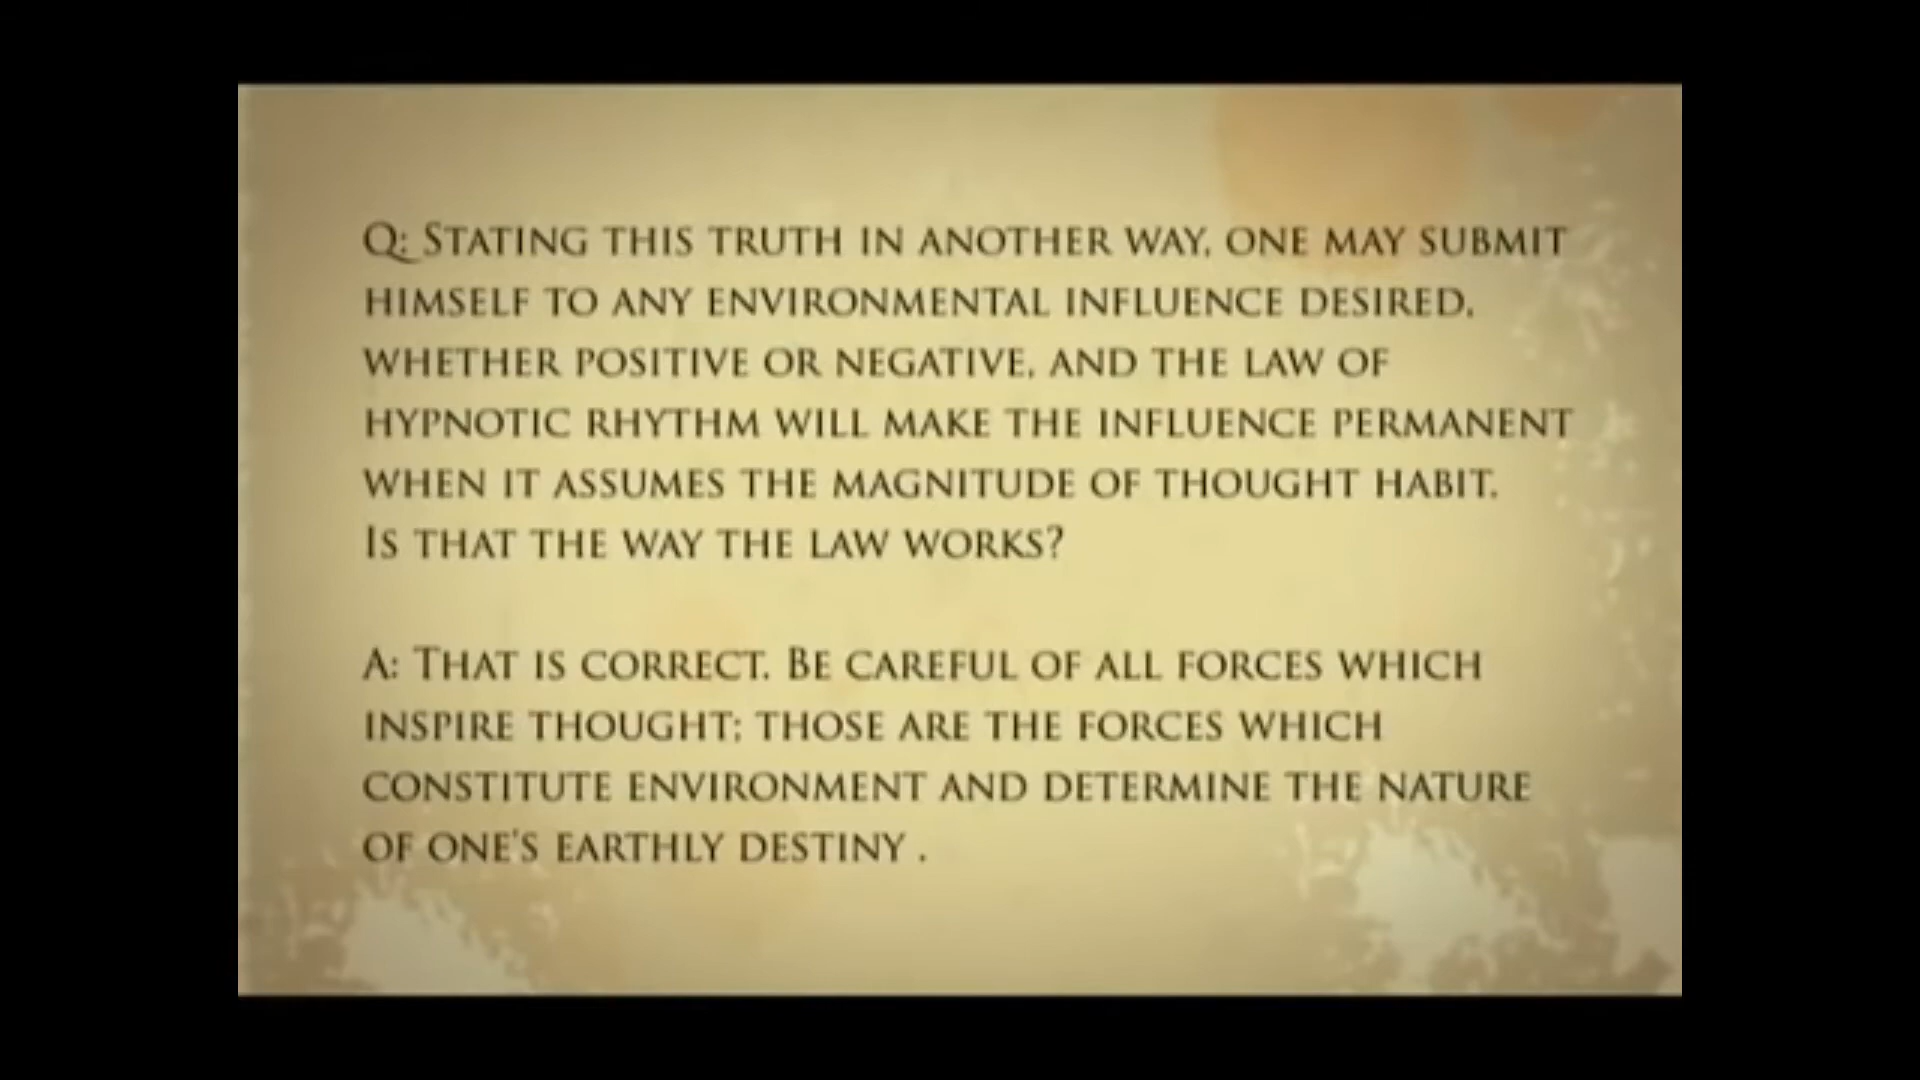 Q: Stating this truth in another way, one may submit
himself to any environmental influence desired,
whether positive or negative, and the law of
hypnotic rhythm will make the influence permanent
when it assumes the magnitude of thought habit.
Is that the way the law works?
A: That is correct. Be careful of all forces which
inspire thought; those are the forces which
constitute environment and determine the nature
of one's earthly destiny .